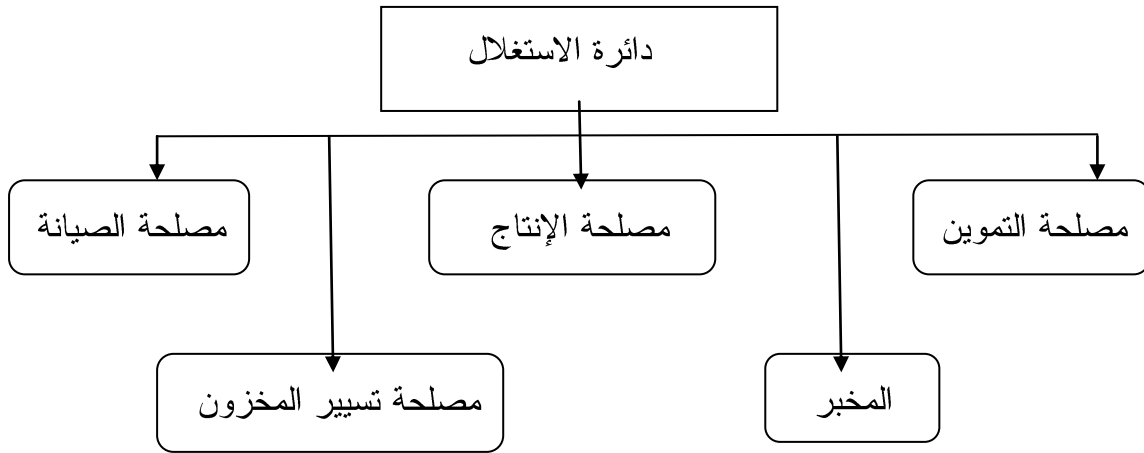 دائرة الاستغلال
مصلحة التموين
مصلحة الإنتاج
مصلحة الصيانة
المخبر
مصلحة تسيير المخزون